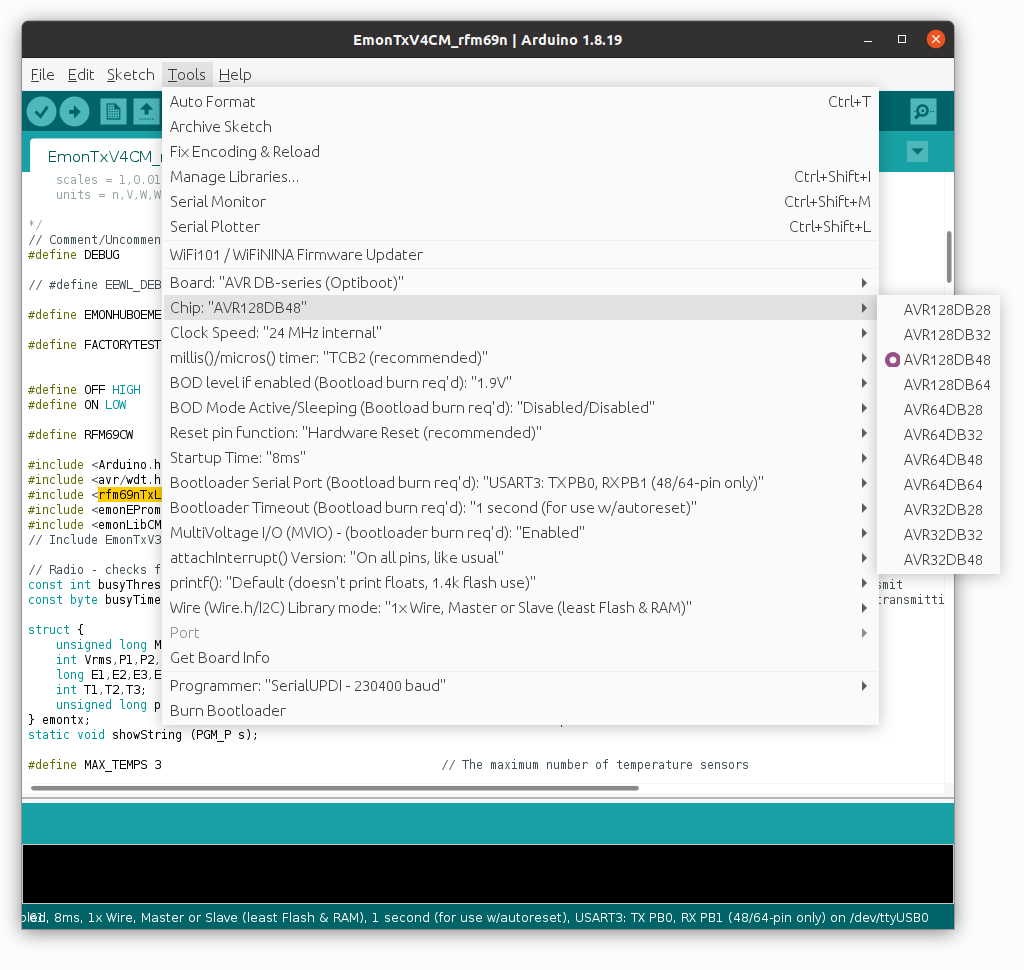 EmonTxV4CM_rfm69n | Arduino 1.8.19
File Edit Sketch Tools Help
Auto Format Ctrl+T
Archive Sketch
Fix Encoding & Reload
Manage Libraries... Ctrl+Shift+I
Serial Monitor Ctrl+Shift+M
Serial Plotter Ctrl+Shift+L
WiFi101 / WiFiNINA Firmware Updater
Board: "AVR DB-series (Optiboot)"
Chip: "AVR128DB48"
Clock Speed: "24 MHz internal"
millis()/micros() timer: "TCB2 (recommended)"
BOD level if enabled (Bootload burn req'd): "1.9V"
BOD Mode Active/Sleeping (Bootload burn req'd): "Disabled/Disabled"
Reset pin function: "Hardware Reset (recommended)"
Startup Time: "8ms"
Bootloader Serial Port (Bootload burn req'd): "USART3: TX PB0, RX PB1 (48/64-pin only)"
Bootloader Timeout (Bootload burn req'd): "1 second (for use w/autoreset)"
MultiVoltage I/O (MVIO) - (bootloader burn req'd): "Enabled"
attachInterrupt() Version: "On all pins, like usual"
printf(): "Default (doesn't print floats, 1.4k flash use)"
Wire (Wire.h/I2C) Library mode: "1x Wire, Master or Slave (least Flash & RAM)"
Port
Get Board Info
Programmer: "SerialUPDI - 230400 baud"
Burn Bootloader
AVR128DB28
AVR128DB32
AVR128DB48
AVR128DB64
AVR64DB28
AVR64DB32
AVR64DB48
AVR64DB64
AVR32DB28
AVR32DB32
AVR32DB48
EmonTxV4CM_r
scales = 1,0.01
units = n,V,W,W
*/
// Comment/Uncommen
#define DEBUG
// #define EEWL_DEB
#define EMONHUBOEME
#define FACTORYTEST
#define OFF HIGH
#define ON LOW
#define RFM69CW
#include <Arduino.h
#include <avr/wdt.h
#include <rfm69nTxL
#include <emonEProm
#include <emonLibCM
// Include EmonTxV3
// Radio - checks f
const int busyThres smit
const byte busyTime transmitti
struct {
unsigned long M
int Vrms,P1,P2,
long E1,E2,E3,E
int T1,T2,T3;
unsigned long p
} emontx;
static void showString (PGM_P s);
#define MAX_TEMPS 3 // The maximum number of temperature sensors
8ms, 1x Wire, Master or Slave (least Flash & RAM), 1 second (for use w/autoreset), USART3: TX PB0, RX PB1 (48/64-pin only) on /dev/ttyUSB0